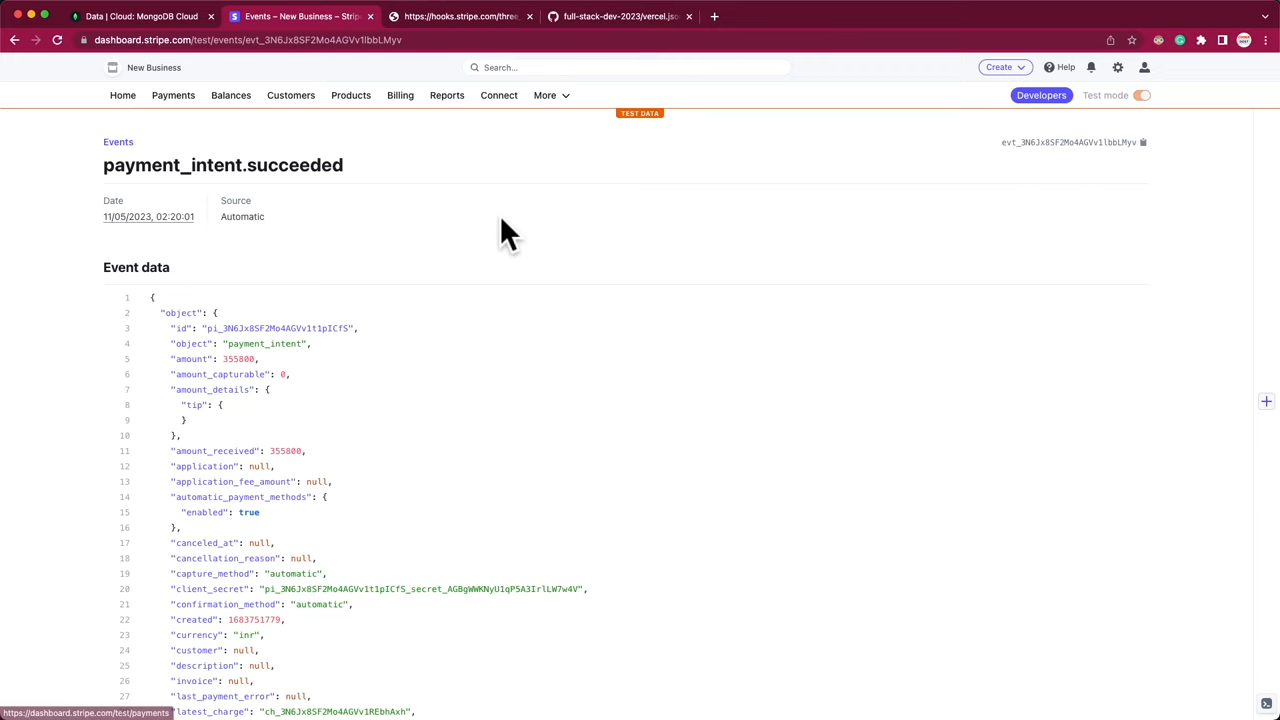 Data | Cloud: MongoDB Cloud
Events – New Business – Stripe
https://hooks.stripe.com/three_
full-stack-dev-2023/vercel.json
dashboard.stripe.com/test/events/evt_3N6Jx8SF2Mo4AGVv1lbbLMyv
New Business
Search...
Create
Help
Home Payments Balances Customers Products Billing Reports Connect More
Developers
Test mode
TEST DATA
Events
evt_3N6Jx8SF2Mo4AGVv1lbbLMyv
payment_intent.succeeded
Date
Source
11/05/2023, 02:20:01
Automatic
Event data
1 {
2 "object": {
3 "id": "pi_3N6Jx8SF2Mo4AGVv1t1pICfS",
4 "object": "payment_intent",
5 "amount": 355800,
6 "amount_capturable": 0,
7 "amount_details": {
8 "tip": {
9 }
10 },
11 "amount_received": 355800,
12 "application": null,
13 "application_fee_amount": null,
14 "automatic_payment_methods": {
15 "enabled": true
16 },
17 "canceled_at": null,
18 "cancellation_reason": null,
19 "capture_method": "automatic",
20 "client_secret": "pi_3N6Jx8SF2Mo4AGVv1t1pICfS_secret_AGBgWWKNyU1qP5A3IrlLW7w4V",
21 "confirmation_method": "automatic",
22 "created": 1683751779,
23 "currency": "inr",
24 "customer": null,
25 "description": null,
26 "invoice": null,
27 "last_payment_error": null,
"latest_charge": "ch_3N6Jx8SF2Mo4AGVv1REbhAxh",
https://dashboard.stripe.com/test/payments